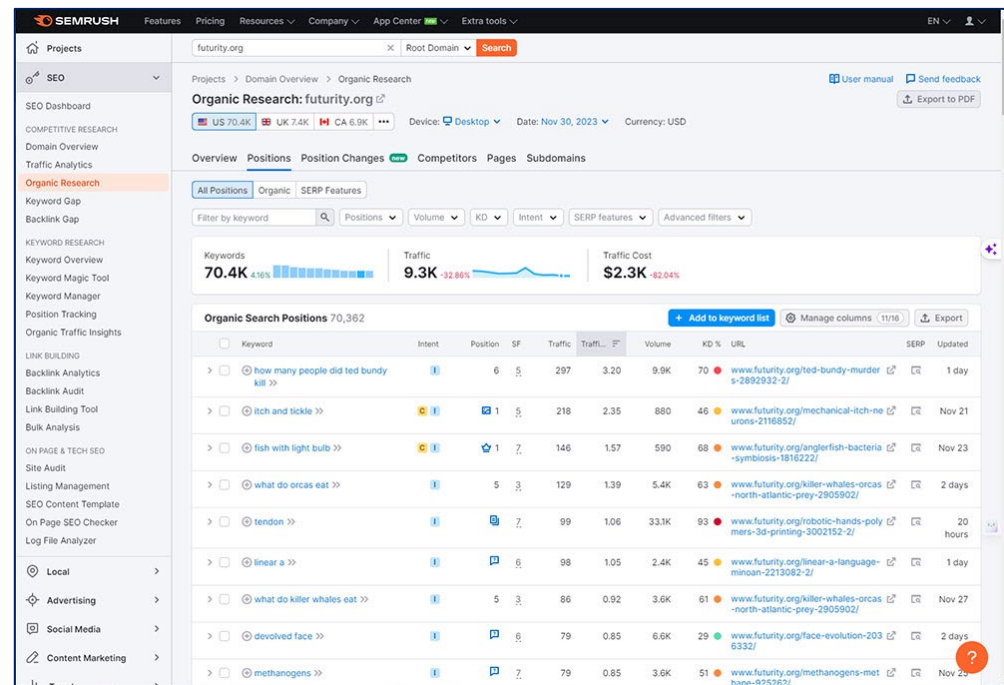 SEMRUSH Features Pricing Resources Company App Center new Extra tools EN
Projects
SEO
SEO Dashboard
COMPETITIVE RESEARCH
Domain Overview
Traffic Analytics
Organic Research
Keyword Gap
Backlink Gap
KEYWORD RESEARCH
Keyword Overview
Keyword Magic Tool
Keyword Manager
Position Tracking
Organic Traffic Insights
LINK BUILDING
Backlink Analytics
Backlink Audit
Link Building Tool
Bulk Analysis
ON PAGE & TECH SEO
Site Audit
Listing Management
SEO Content Template
On Page SEO Checker
Log File Analyzer
Local
Advertising
Social Media
Content Marketing
futurity.org × Root Domain Search
Projects > Domain Overview > Organic Research User manual Send feedback
Organic Research: futurity.org Export to PDF
US 70.4K UK 7.4K CA 6.9K ••• Device: Desktop Date: Nov 30, 2023 Currency: USD
Overview Positions Position Changes new Competitors Pages Subdomains
All Positions Organic SERP Features
Filter by keyword Positions Volume KD Intent SERP features Advanced filters
Keywords Traffic Traffic Cost
70.4K 4.16% 9.3K -32.86% $2.3K -82.04%
Organic Search Positions 70,362 + Add to keyword list Manage columns 11/16 Export
Keyword Intent Position SF Traffic Traffi... Volume KD % URL SERP Updated
how many people did ted bundy I 6 5 297 3.20 9.9K 70 www.futurity.org/ted-bundy-murder 1 day
kill s-2892932-2/
itch and tickle C I 1 5 218 2.35 880 46 www.futurity.org/mechanical-itch-ne Nov 21
urons-2116852/
fish with light bulb C I 1 7 146 1.57 590 68 www.futurity.org/anglerfish-bacteria Nov 23
-symbiosis-1816222/
what do orcas eat I 5 3 129 1.39 5.4K 63 www.futurity.org/killer-whales-orcas 2 days
-north-atlantic-prey-2905902/
tendon I 7 99 1.06 33.1K 93 www.futurity.org/robotic-hands-poly 20
mers-3d-printing-3002152-2/ hours
linear a I 6 98 1.05 2.4K 45 www.futurity.org/linear-a-language- 1 day
minoan-2213082-2/
what do killer whales eat I 5 3 86 0.92 3.6K 61 www.futurity.org/killer-whales-orcas Nov 27
-north-atlantic-prey-2905902/
devolved face I 6 79 0.85 6.6K 29 www.futurity.org/face-evolution-203 2 days
6332/
methanogens I 7 79 0.85 3.6K 51 www.futurity.org/methanogens-met Nov
bane-925262/
?